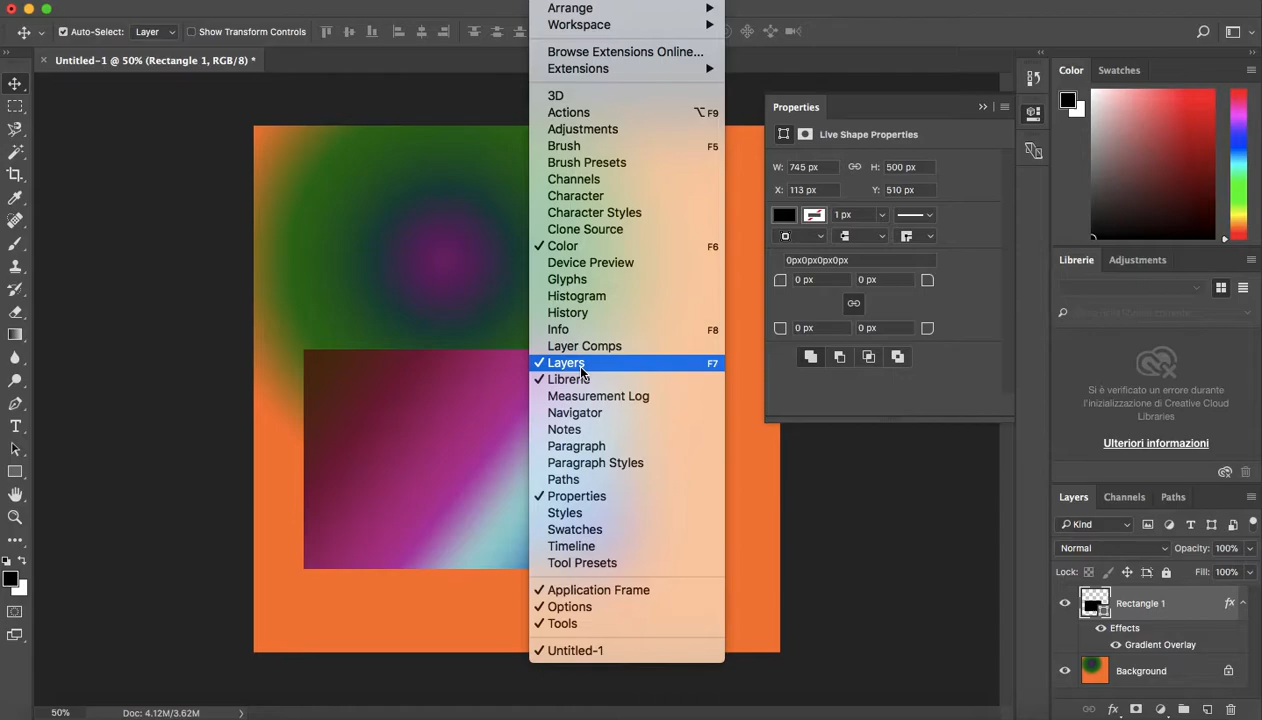 Auto-Select: Layer Show Transform Controls
Untitled-1 @ 50% (Rectangle 1, RGB/8) *
Arrange
Workspace
Browse Extensions Online...
Extensions
3D
Actions ⌥F9
Adjustments
Brush F5
Brush Presets
Channels
Character
Character Styles
Clone Source
Color F6
Device Preview
Glyphs
Histogram
History
Info F8
Layer Comps
Layers F7
Librerie
Measurement Log
Navigator
Notes
Paragraph
Paragraph Styles
Paths
Properties
Styles
Swatches
Timeline
Tool Presets
Application Frame
Options
Tools
Untitled-1
Properties
Live Shape Properties
W: 745 px H: 500 px
X: 113 px Y: 510 px
1 px
0px0px0px0px
0 px 0 px
0 px 0 px
Color Swatches
Librerie Adjustments
Si è verificato un errore durante
l'inizializzazione di Creative Cloud
Libraries
Ulteriori informazioni
Layers Channels Paths
Kind
Normal Opacity: 100%
Lock: Fill: 100%
Rectangle 1 fx
Effects
Gradient Overlay
Background
fx
50% Doc: 4.12M/3.62M